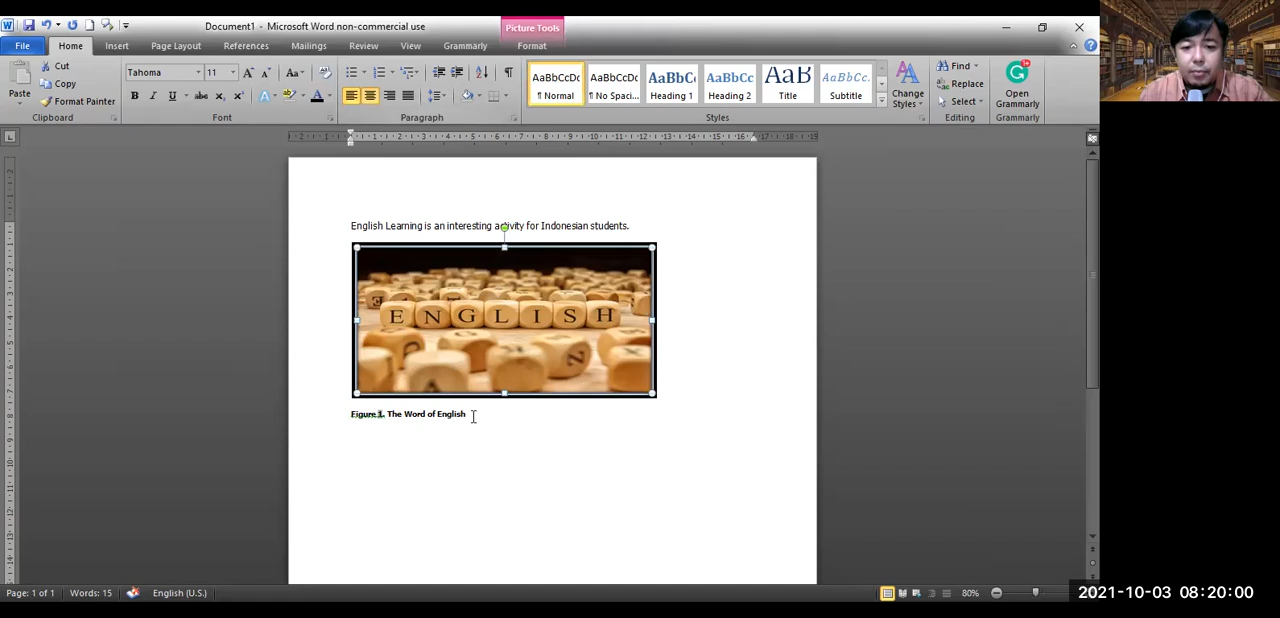 Document1 - Microsoft Word non-commercial use
Picture Tools
File Home Insert Page Layout References Mailings Review View Grammarly Format
Cut
Copy
Format Painter
Paste
Clipboard
Tahoma 11
Font
Paragraph
AaBbCcDc AaBbCcDc AaBbC AaBbCc AaB AaBbCc.
¶ Normal ¶ No Spaci... Heading 1 Heading 2 Title Subtitle
Styles
Change
Styles
Find
Replace
Select
Editing
Open
Grammarly
Grammarly
English Learning is an interesting activity for Indonesian students.
ENGLISH
Figure 1. The Word of English
Page: 1 of 1 Words: 15 English (U.S.) 80%
2021-10-03 08:20:00